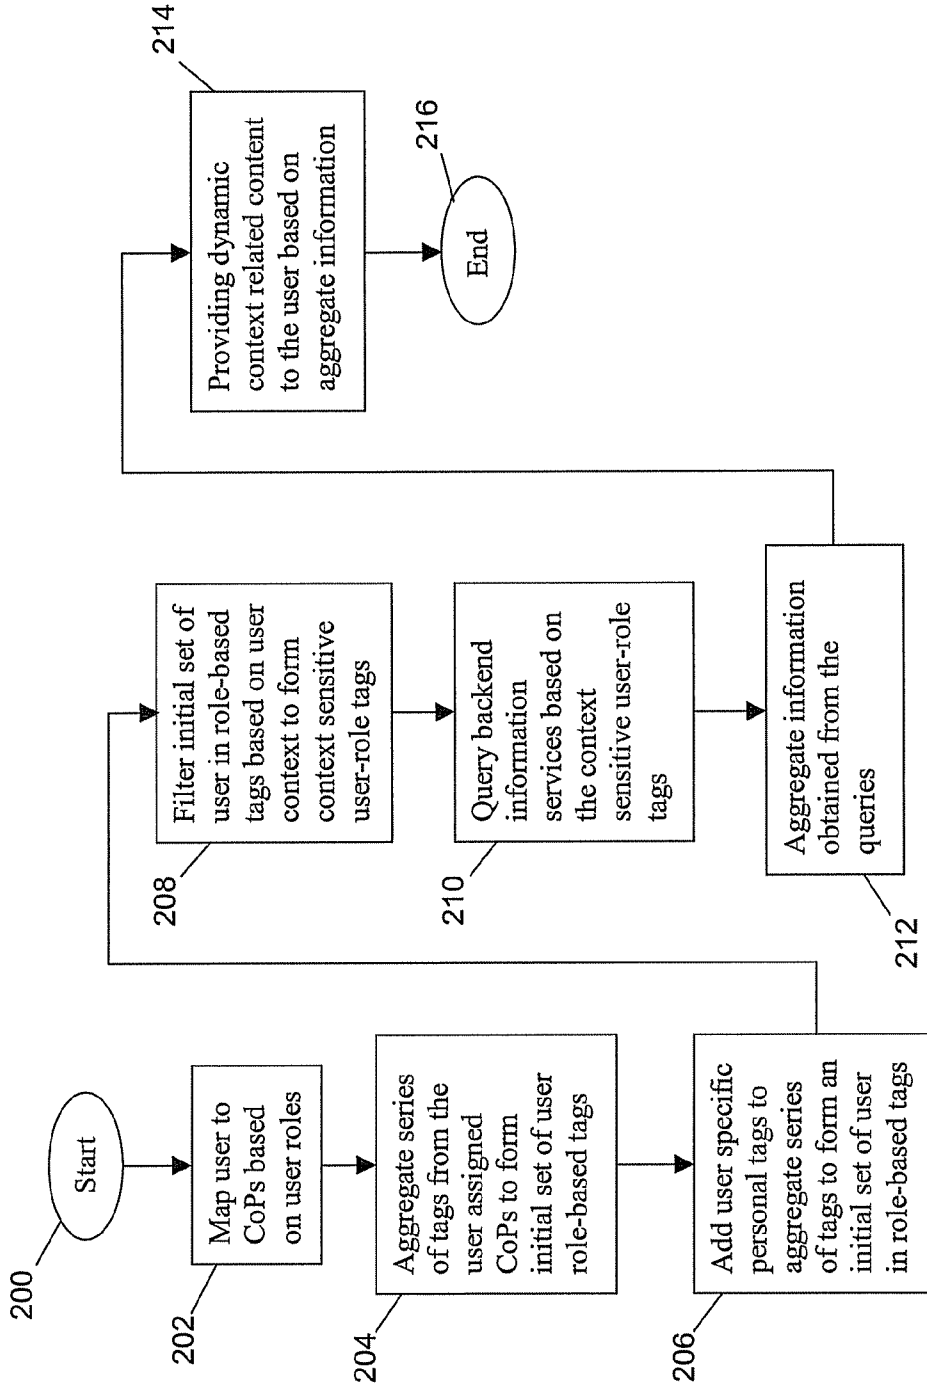 200
Start
202
Map user to
CoPs based
on user roles
204
Aggregate series
of tags from the
user assigned
CoPs to form
initial set of user
role-based tags
206
Add user specific
personal tags to
aggregate series
of tags to form an
initial set of user
in role-based tags
208
Filter initial set of
user in role-based
tags based on user
context to form
context sensitive
user-role tags
210
Query backend
information
services based on
the context
sensitive user-role
tags
212
Aggregate information
obtained from the
queries
214
Providing dynamic
context related content
to the user based on
aggregate information
216
End